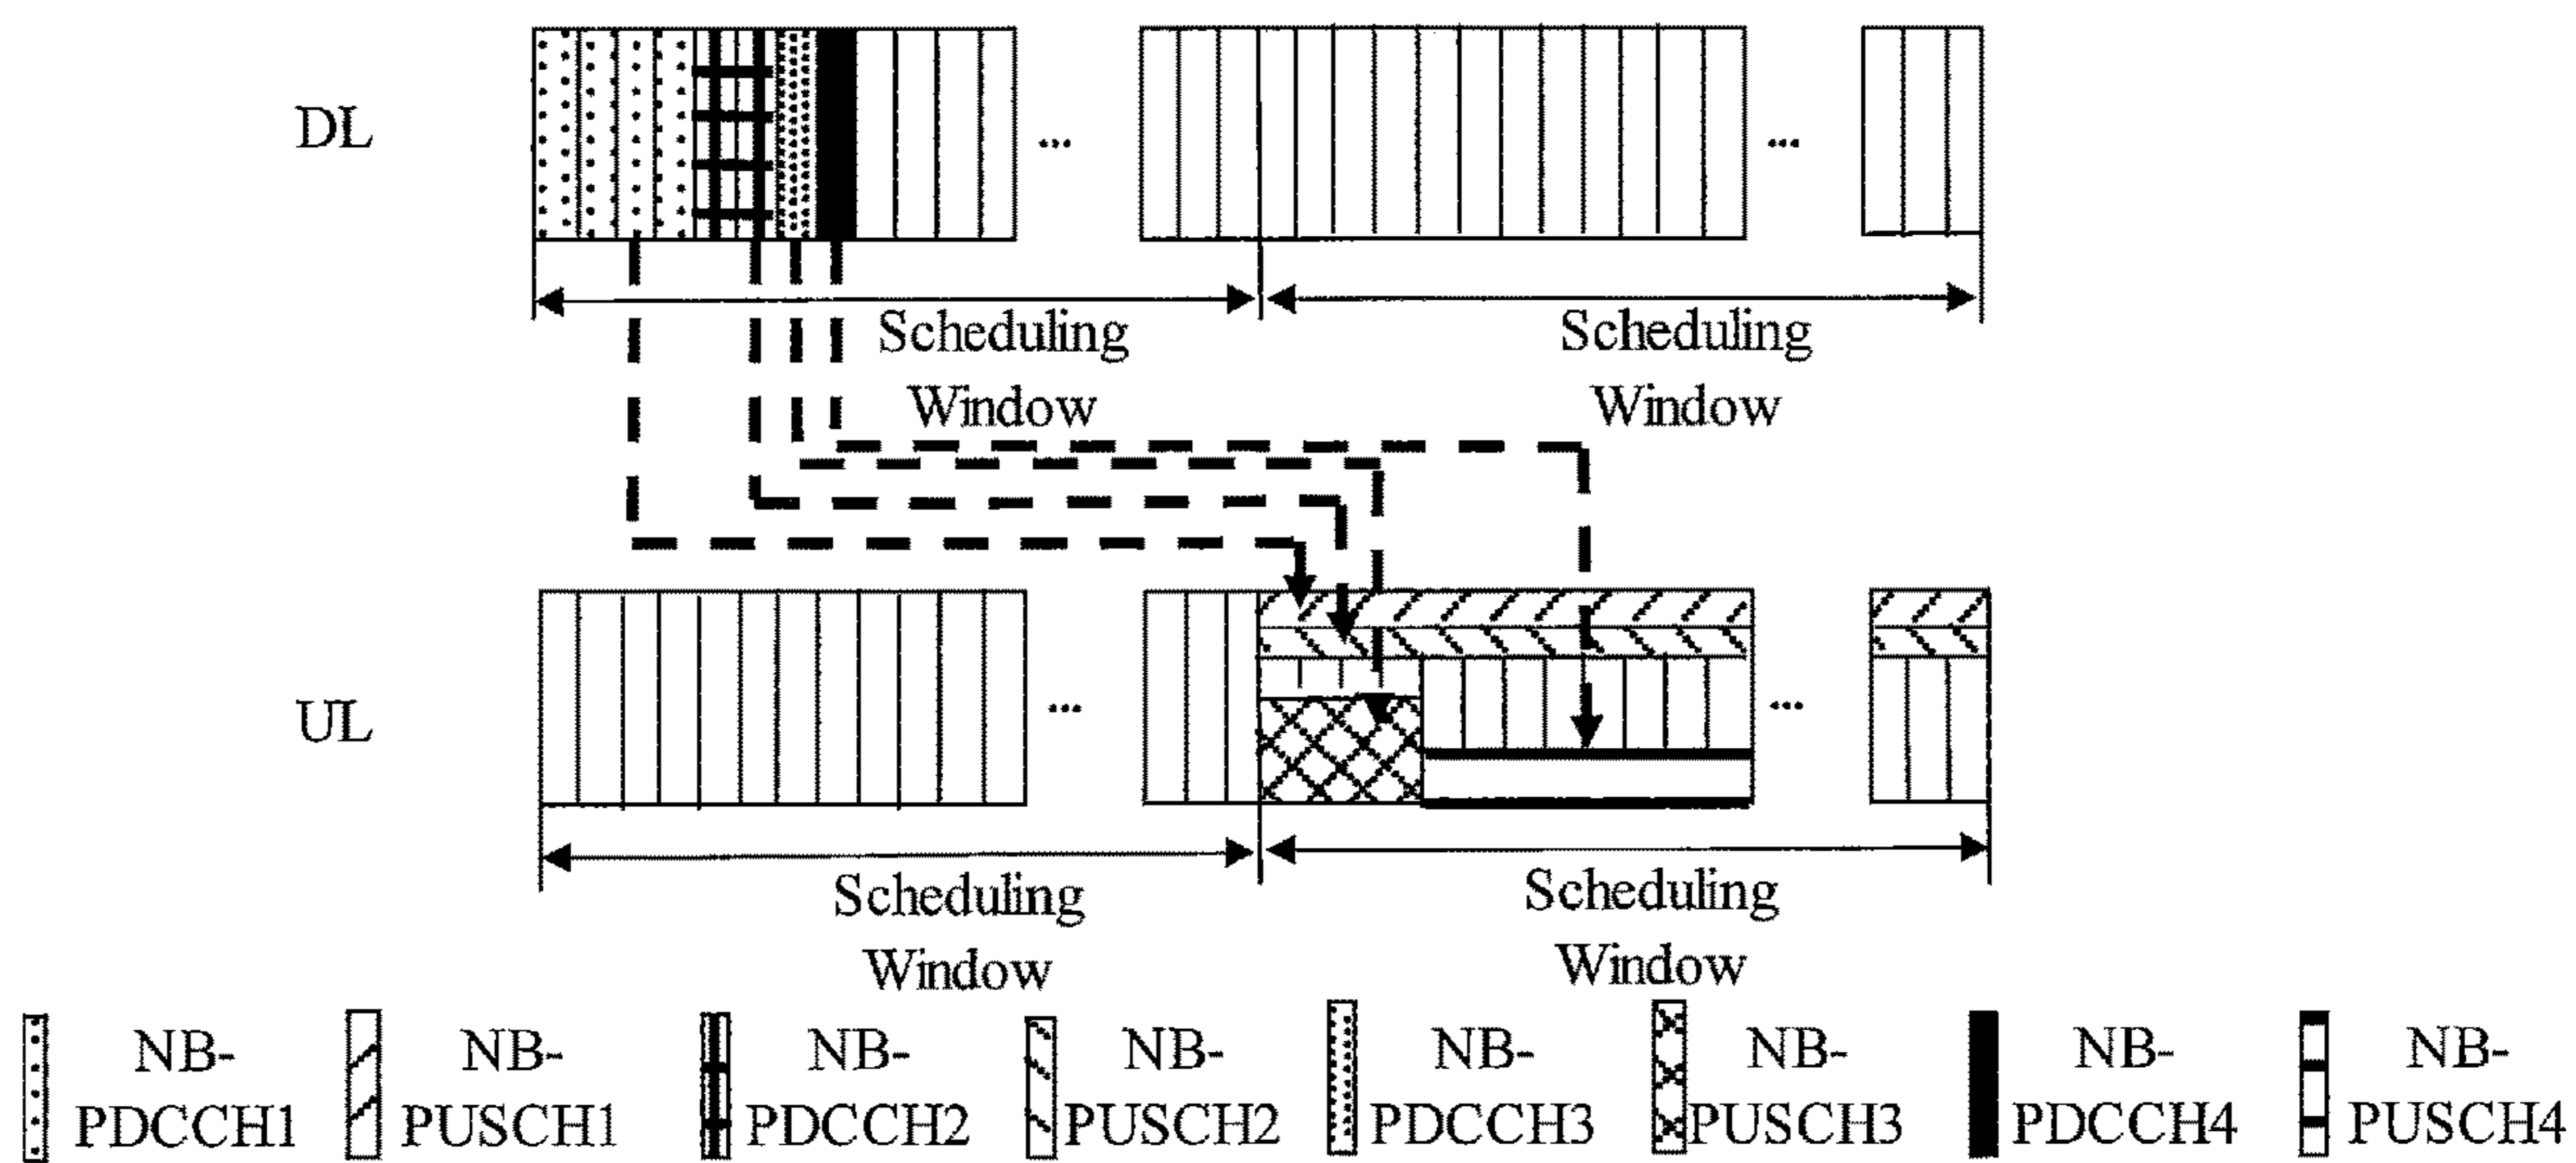 DL
...
...
Scheduling
Window
Scheduling
Window
UL
...
...
Scheduling
Window
Scheduling
Window
NB-
PDCCH1
NB-
PUSCH1
NB-
PDCCH2
NB-
PUSCH2
NB-
PDCCH3
NB-
PUSCH3
NB-
PDCCH4
NB-
PUSCH4